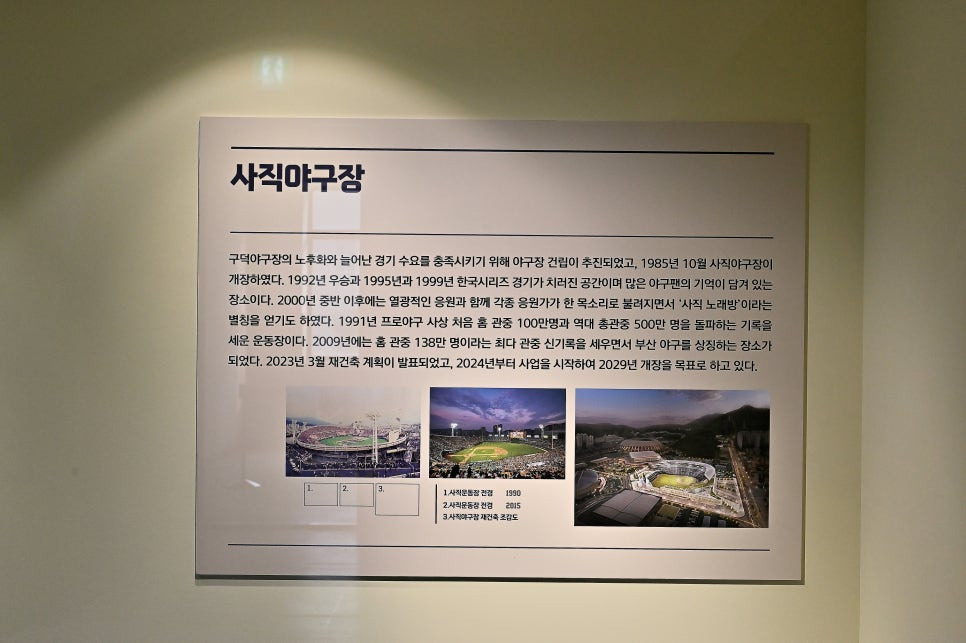 사직야구장
구덕야구장의 노후화와 늘어난 경기 수요를 충족시키기 위해 야구장 건립이 추진되었고, 1985년 10월 사직야구장이
개장하였다. 1992년 우승과 1995년과 1999년 한국시리즈 경기가 치러진 공간이며 많은 야구팬의 기억이 담겨 있는
장소이다. 2000년 중반 이후에는 열광적인 응원과 함께 각종 응원가가 한 목소리로 불려지면서 '사직 노래방'이라는
별칭을 얻기도 하였다. 1991년 프로야구 사상 처음 홈 관중 100만명과 역대 총관중 500만 명을 돌파하는 기록을
세운 운동장이다. 2009년에는 홈 관중 138만 명이라는 최다 관중 신기록을 세우면서 부산 야구를 상징하는 장소가
되었다. 2023년 3월 재건축 계획이 발표되었고, 2024년부터 사업을 시작하여 2029년 개장을 목표로 하고 있다.
1. 2. 3.
1.사직운동장 전경 1990
2.사직운동장 전경 2015
3.사직야구장 재건축 조감도